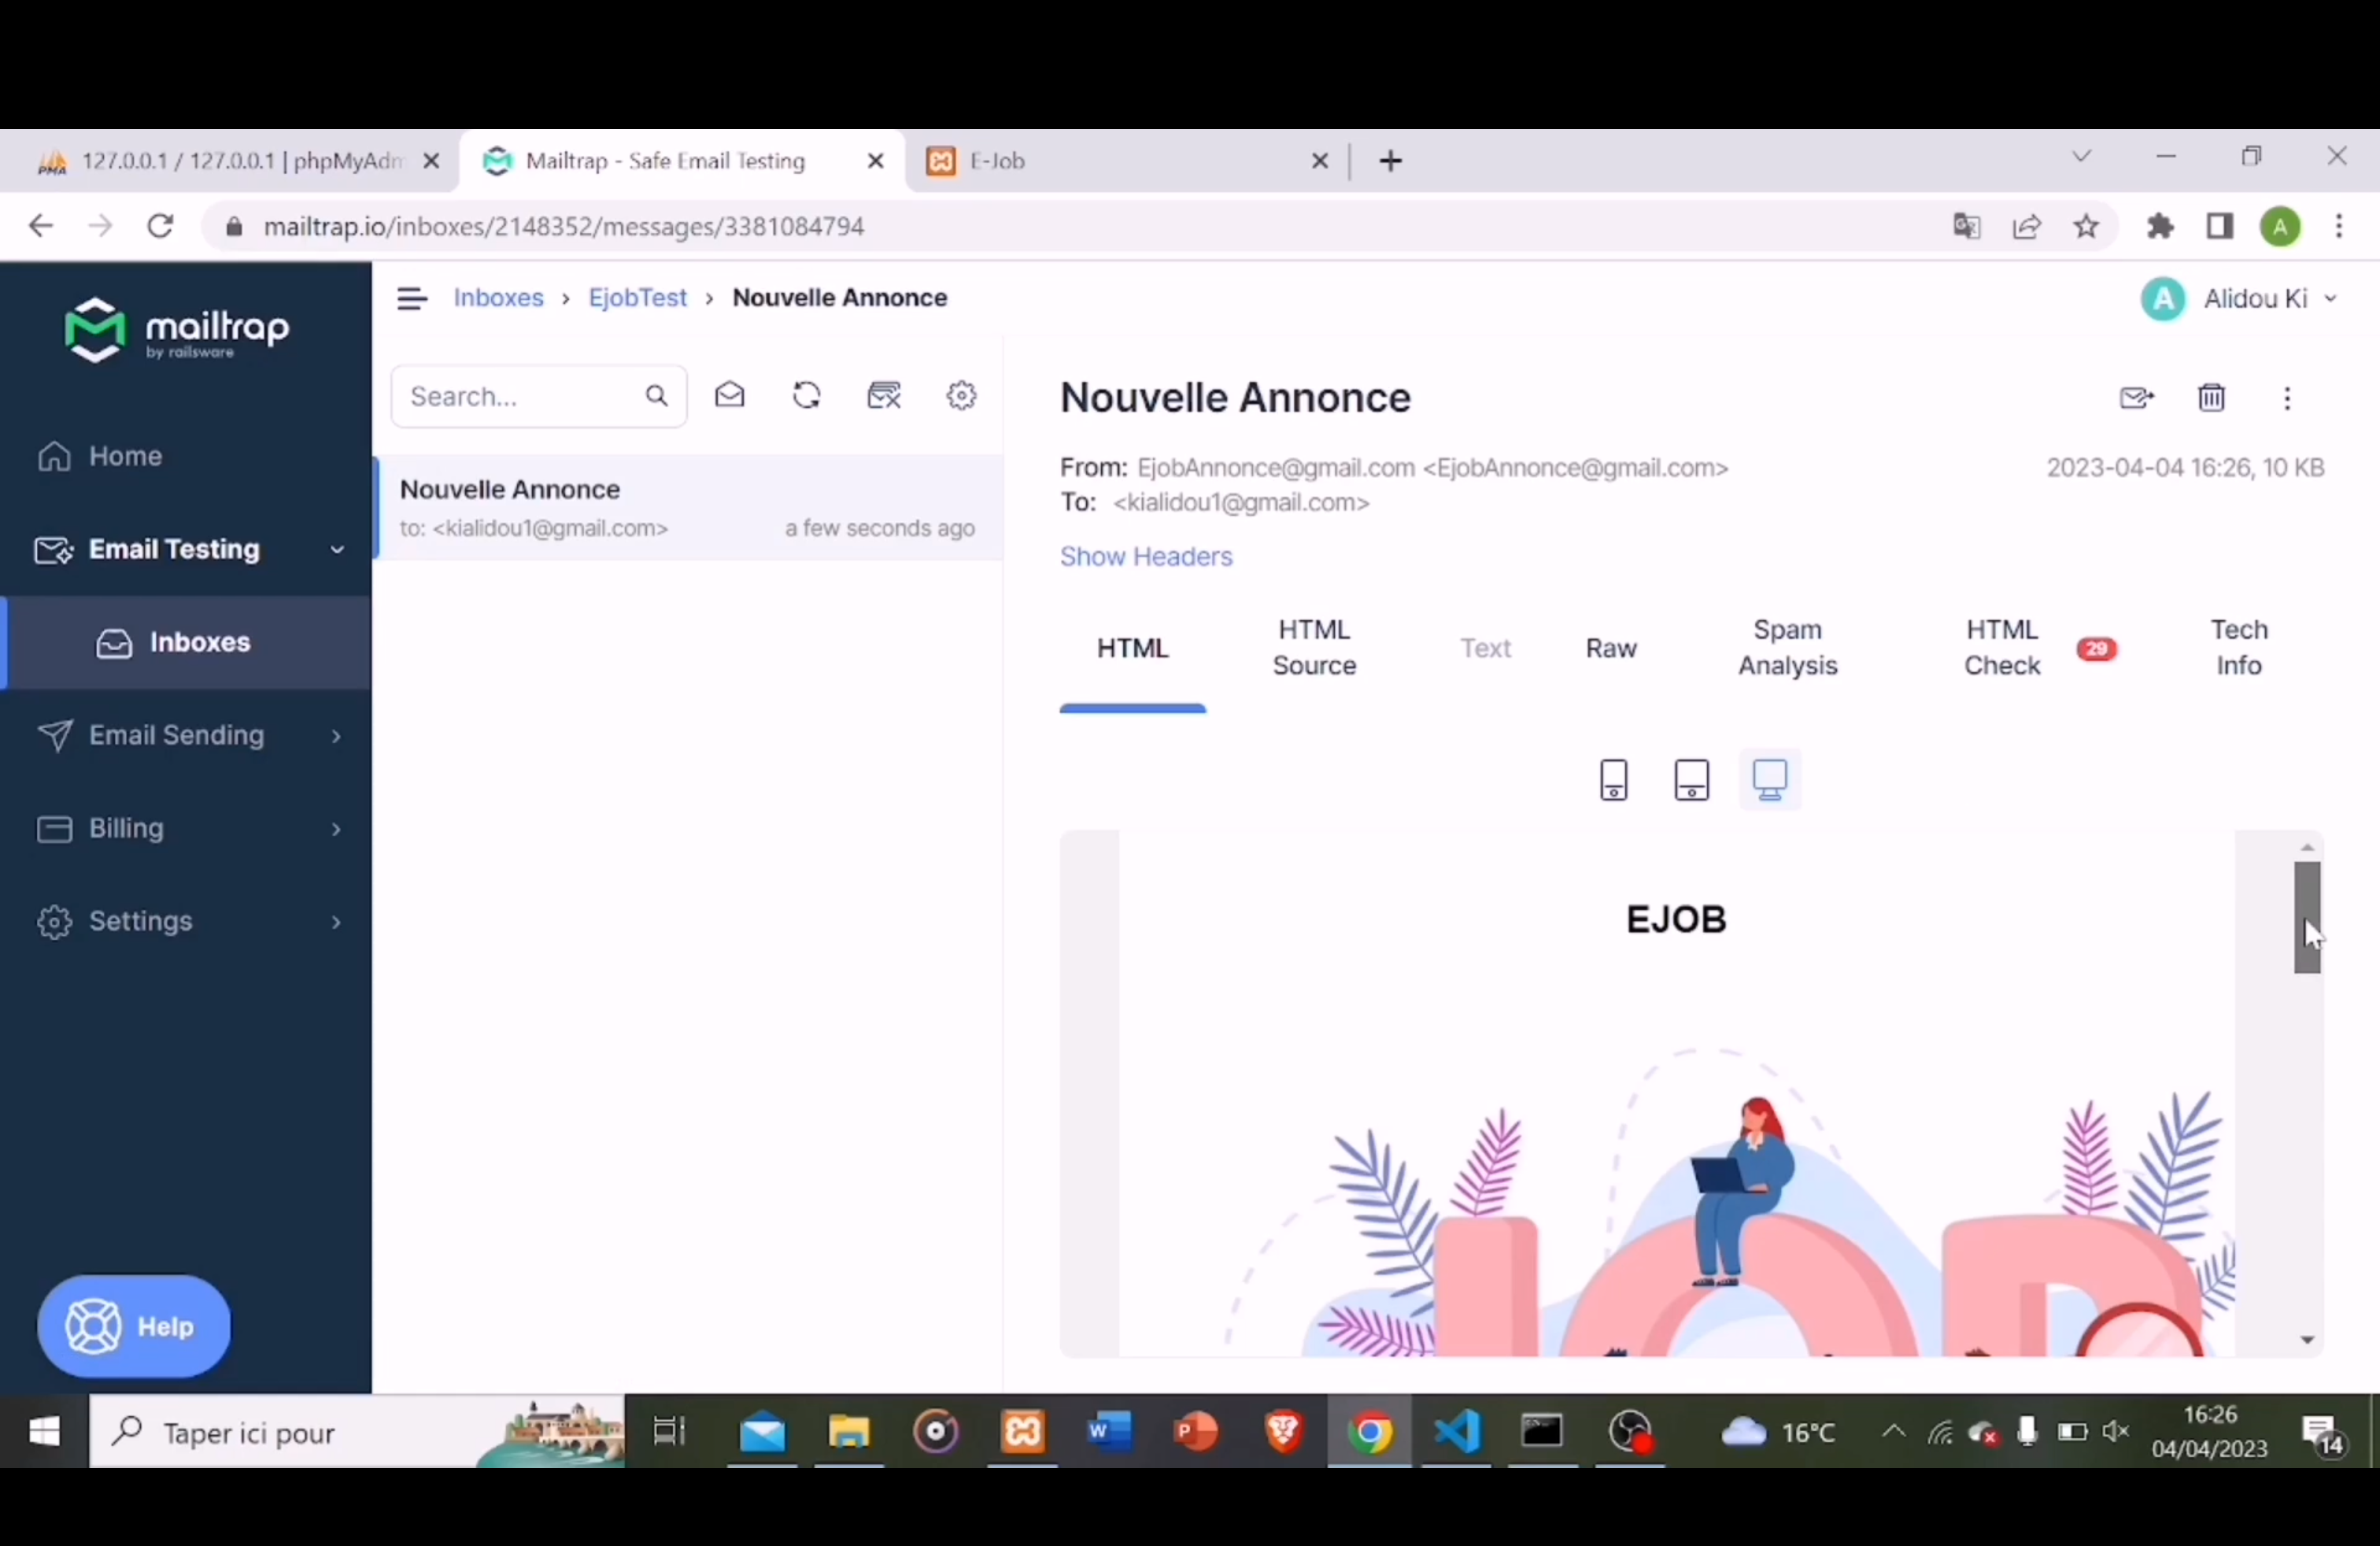 127.0.0.1 / 127.0.0.1 | phpMyAdm
Mailtrap - Safe Email Testing
E-Job
mailtrap.io/inboxes/2148352/messages/3381084794
A
mailtrap
by railsware
Inboxes › EjobTest › Nouvelle Annonce
A Alidou Ki
Home
Email Testing
Inboxes
Email Sending
Billing
Settings
Help
Search...
Nouvelle Annonce
to: <kialidou1@gmail.com> a few seconds ago
Nouvelle Annonce
From: EjobAnnonce@gmail.com <EjobAnnonce@gmail.com>
2023-04-04 16:26, 10 KB
To: <kialidou1@gmail.com>
Show Headers
HTML
HTML Source
Text
Raw
Spam Analysis
HTML Check 29
Tech Info
EJOB
JOB
Taper ici pour
16°C
16:26
04/04/2023
14